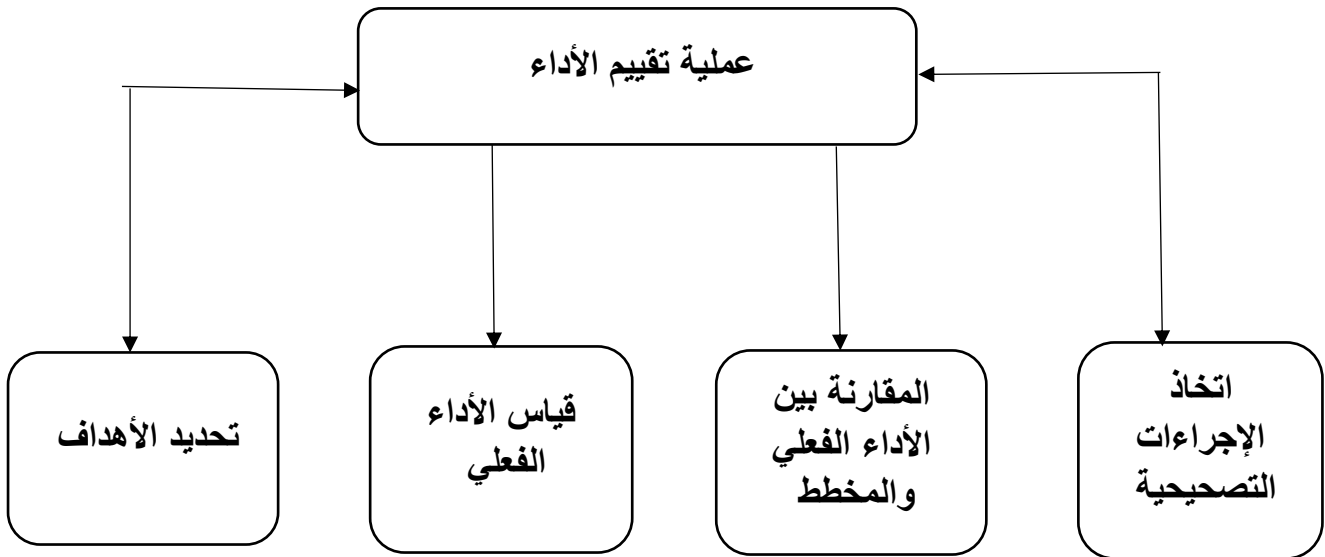 عملية تقييم الأداء
اتخاذ
الإجراءات
التصحيحية
المقارنة بين
الأداء الفعلي
والمخطط
قياس الأداء
الفعلي
تحديد الأهداف